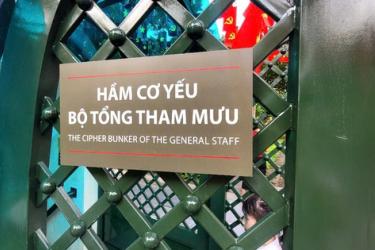 HẦM CƠ YẾU
BỘ TỔNG THAM MƯU
THE CIPHER BUNKER OF THE GENERAL STAFF